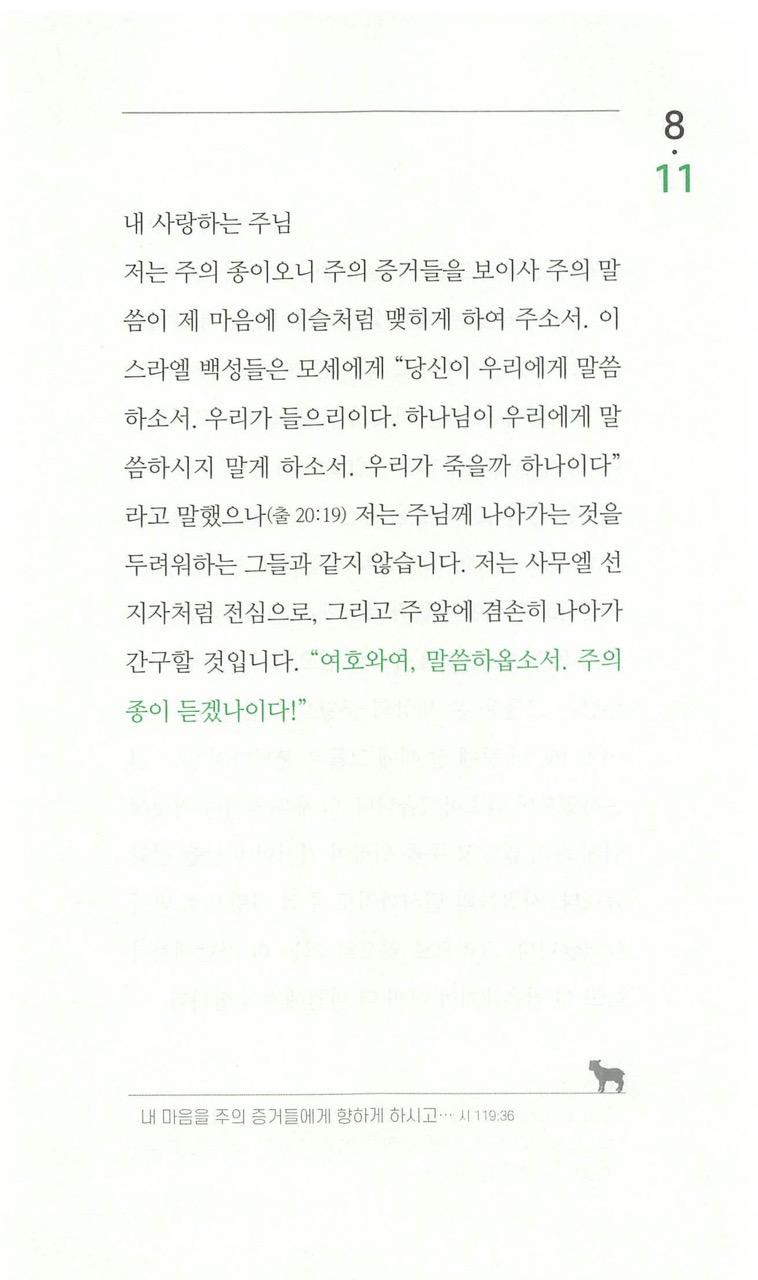 8
·
11
내 사랑하는 주님
저는 주의 종이오니 주의 증거들을 보이사 주의 말
씀이 제 마음에 이슬처럼 맺히게 하여 주소서. 이
스라엘 백성들은 모세에게 “당신이 우리에게 말씀
하소서. 우리가 들으리이다. 하나님이 우리에게 말
씀하시지 말게 하소서. 우리가 죽을까 하나이다”
라고 말했으나(출 20:19) 저는 주님께 나아가는 것을
두려워하는 그들과 같지 않습니다. 저는 사무엘 선
지자처럼 전심으로, 그리고 주 앞에 겸손히 나아가
간구할 것입니다. “여호와여, 말씀하옵소서. 주의
종이 듣겠나이다!”
내 마음을 주의 증거들에게 향하게 하시고… 시 119:36